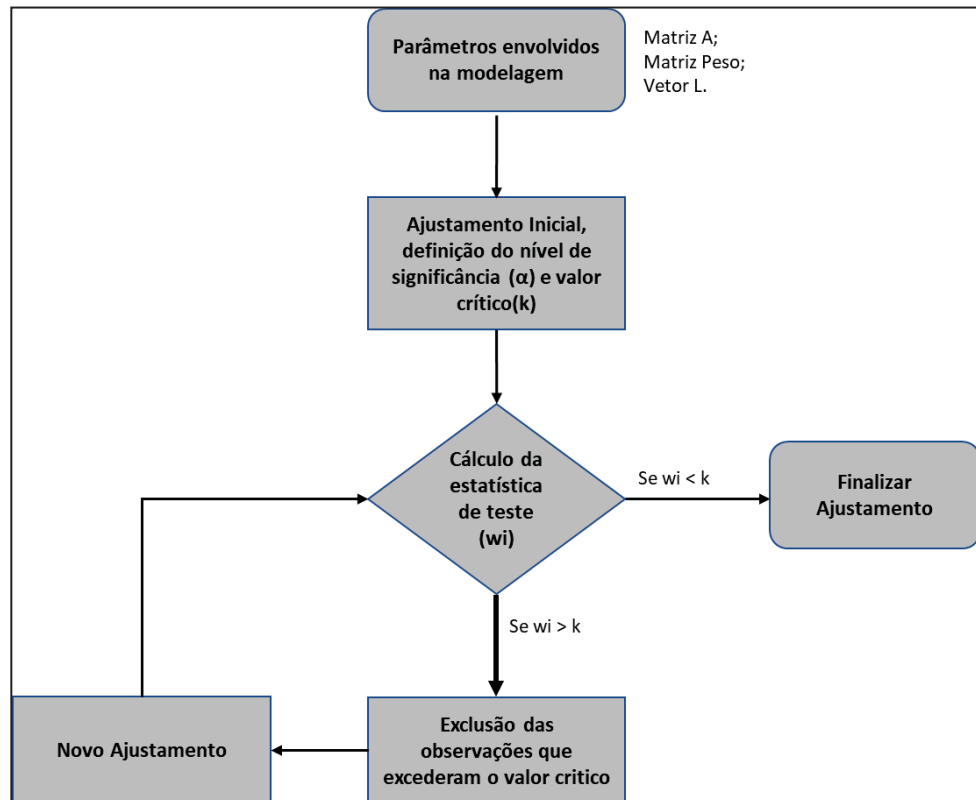 Parâmetros envolvidos
na modelagem
Matriz A;
Matriz Peso;
Vetor L.
Ajustamento Inicial,
definição do nível de
significância (α) e valor
crítico(k)
Cálculo da
estatística
de teste
(wi)
Se wi < k
Finalizar
Ajustamento
Se wi > k
Exclusão das
observações que
excederam o valor critico
Novo Ajustamento